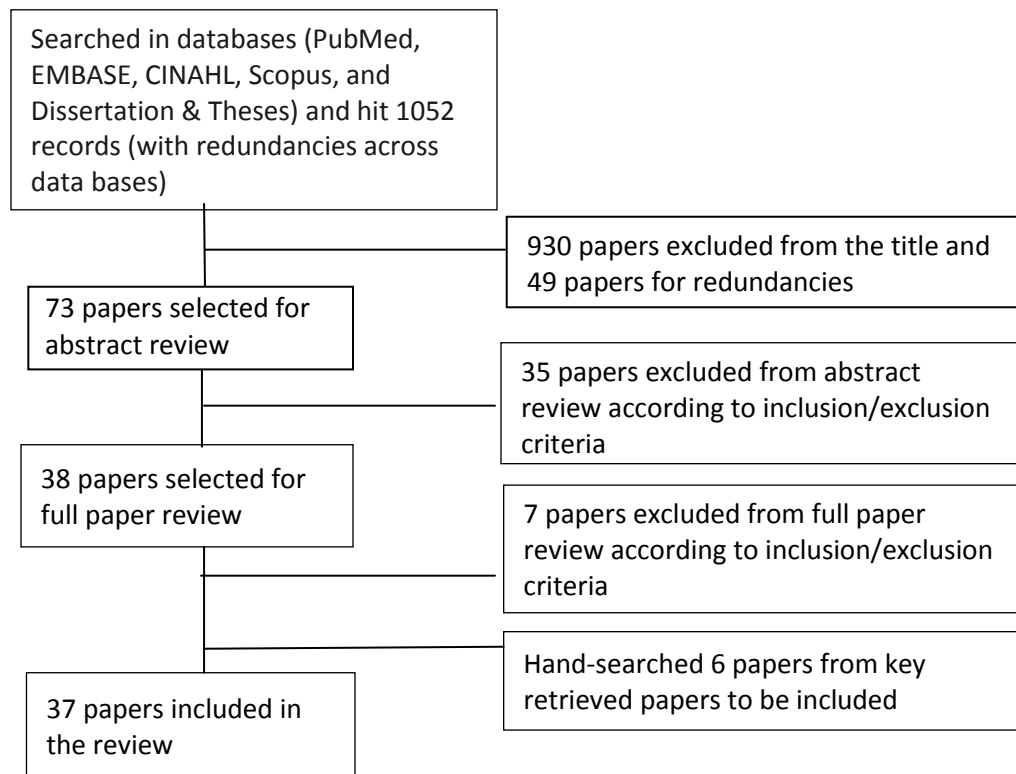 Searched in databases (PubMed,
EMBASE, CINAHL, Scopus, and
Dissertation & Theses) and hit 1052
records (with redundancies across
data bases)
930 papers excluded from the title and
49 papers for redundancies
73 papers selected for
abstract review
35 papers excluded from abstract
review according to inclusion/exclusion
criteria
38 papers selected for
full paper review
7 papers excluded from full paper
review according to inclusion/exclusion
criteria
Hand-searched 6 papers from key
retrieved papers to be included
37 papers included in
the review